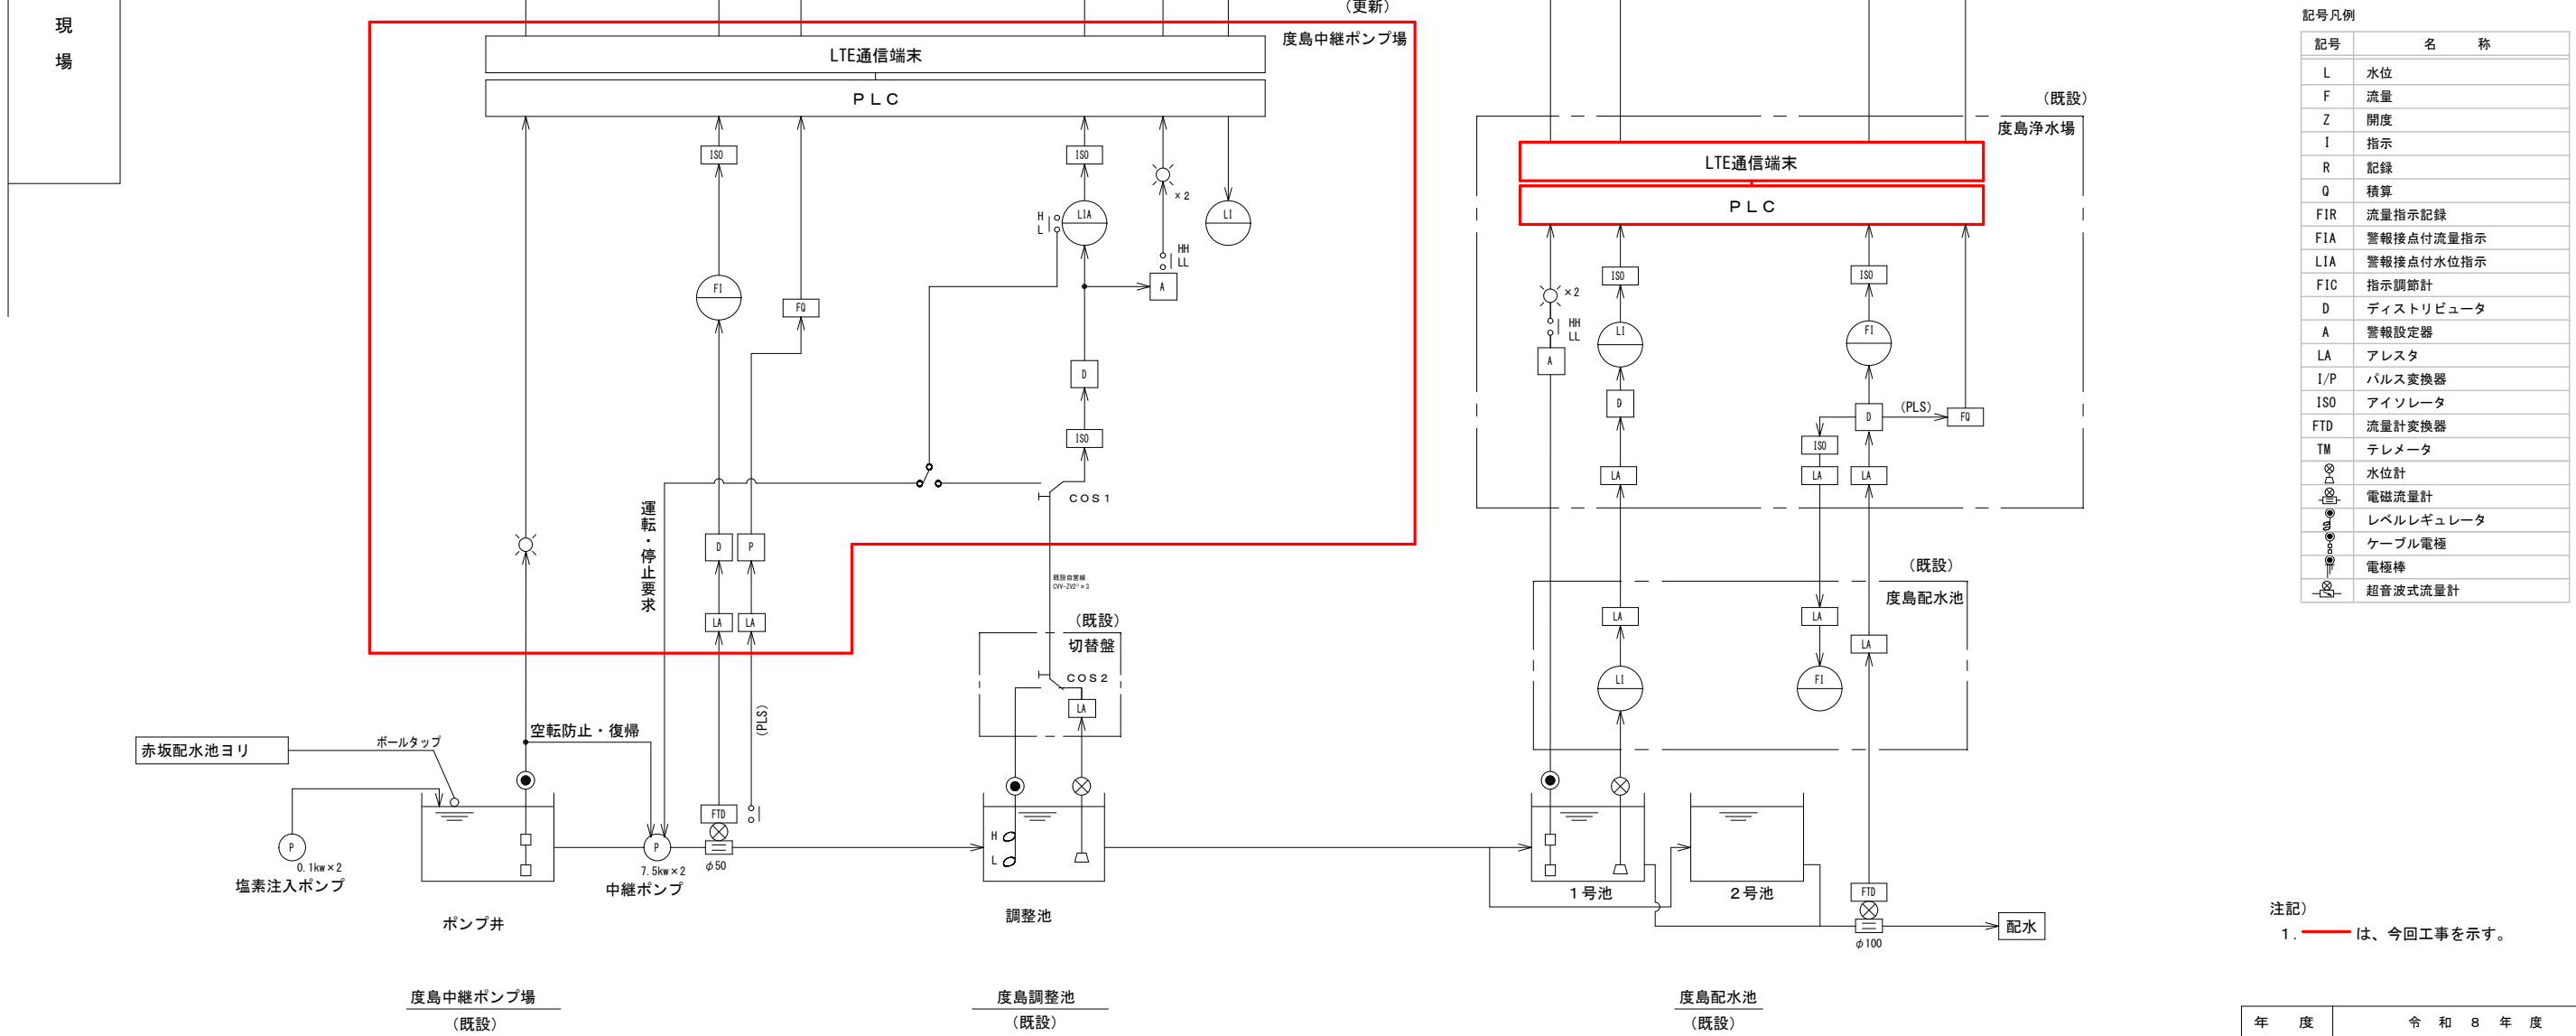 現
場
(更新)
度島中継ポンプ場
LTE通信端末
PLC
ISO
ISO
×2
H
L
LIA
LI
HH
LL
A
FI
FQ
D
ISO
COS1
運転・停止要求
D
P
LA
LA
(PLS)
(既設)
切替盤
COS2
LA
空転防止・復帰
赤坂配水池ヨリ
ボールタップ
P
0.1kw×2
塩素注入ポンプ
ポンプ井
P
7.5kw×2
中継ポンプ
FTD
φ50
H
L
調整池
度島中継ポンプ場
(既設)
度島調整池
(既設)
(既設)
度島浄水場
LTE通信端末
PLC
ISO
ISO
×2
HH
LL
A
LI
FI
D
D
(PLS)
FQ
ISO
LA
LA
LA
(既設)
度島配水池
LA
LA
LA
LI
FI
1号池
2号池
FTD
φ100
配水
度島配水池
(既設)
記号凡例
記号 名 称
L 水位
F 流量
Z 開度
I 指示
R 記録
Q 積算
FIR 流量指示記録
FIA 警報接点付流量指示
LIA 警報接点付水位指示
FIC 指示調節計
D ディストリビュータ
A 警報設定器
LA アレスタ
I/P パルス変換器
ISO アイソレータ
FTD 流量計変換器
TM テレメータ
水位計
電磁流量計
レベルレギュレータ
ケーブル電極
電極棒
超音波式流量計
注記)
1. は、今回工事を示す。
年 度 令 和 8 年 度